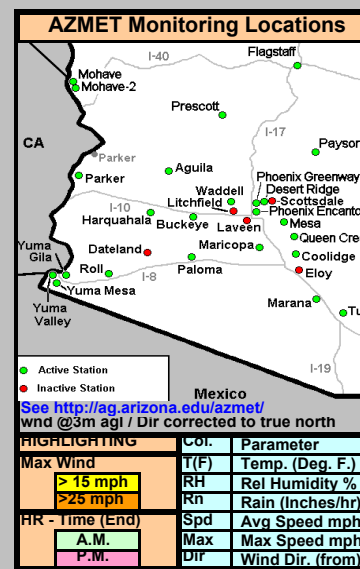 AZMET Monitoring Locations
Flagstaff
I-40
Mohave
Mohave-2
Prescott
I-17
CA
Payson
Parker
Aguila
Phoenix Greenway
Parker
Waddell
Desert Ridge
I-10
Litchfield
Scottsdale
Harquahala
Phoenix Encanto
Buckeye
Laveen
Mesa
Yuma
Gila
Dateland
Maricopa
Queen Cree
Coolidge
Roll
I-8
Paloma
Eloy
Yuma Mesa
Yuma
Valley
Marana
Tu
I-19
Active Station
Inactive Station
Mexico
See http://ag.arizona.edu/azmet/
wnd @3m agl / Dir corrected to true north
HIGHLIGHTING
Max Wind
> 15 mph
>25 mph
HR - Time (End)
A.M.
P.M.
Col. Parameter
T(F) Temp. (Deg. F.)
RH Rel Humidity %
Rn Rain (Inches/hr)
Spd Avg Speed mph
Max Max Speed mph
Dir Wind Dir. (from)